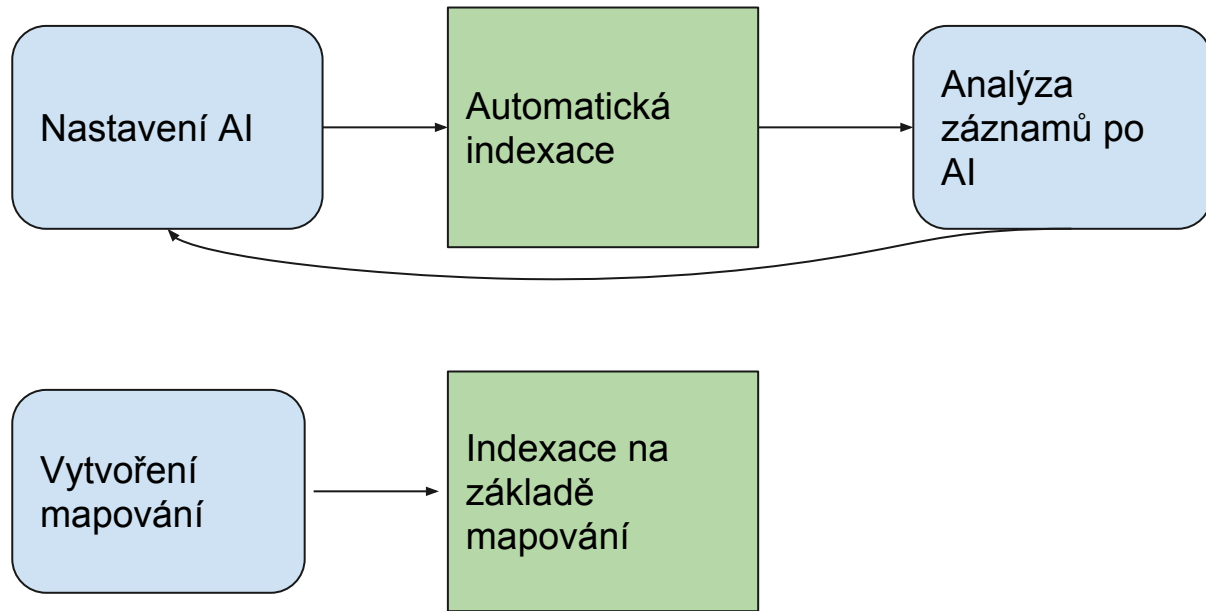 Nastavení AI
Automatická
indexace
Analýza
záznamů po
AI
Vytvoření
mapování
Indexace na
základě
mapování